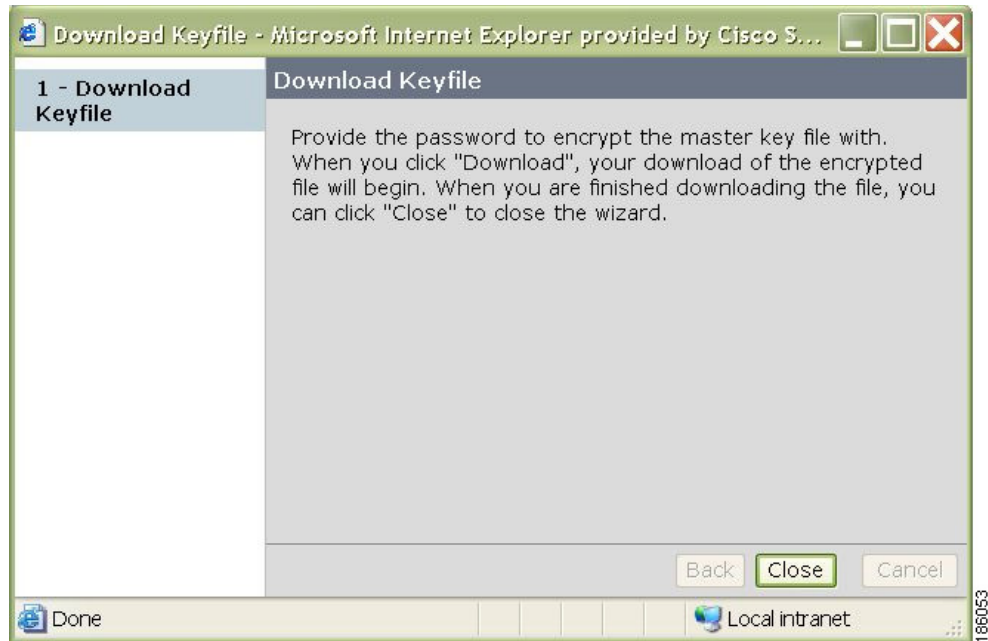 Download Keyfile - Microsoft Internet Explorer provided by Cisco S...
1 - Download
Keyfile
Download Keyfile
Provide the password to encrypt the master key file with.
When you click "Download", your download of the encrypted
file will begin. When you are finished downloading the file, you
can click "Close" to close the wizard.
Back Close Cancel
Done
Local intranet
186053